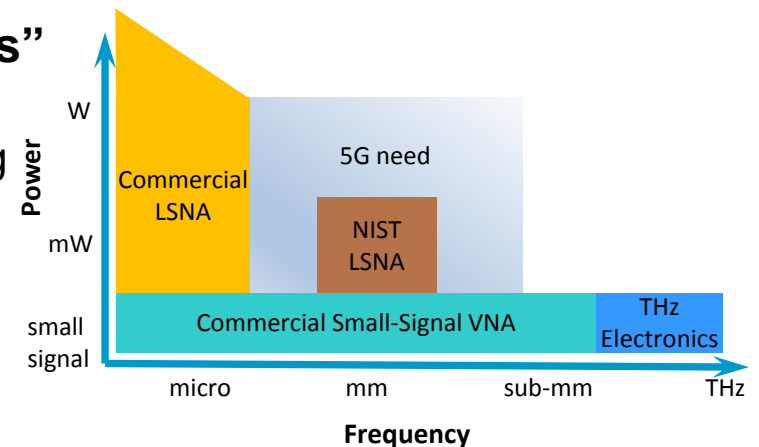 s”
g
Power
W
mW
small
signal
Commercial
LSNA
5G need
NIST
LSNA
Commercial Small-Signal VNA
THz
Electronics
micro mm sub-mm THz
Frequency